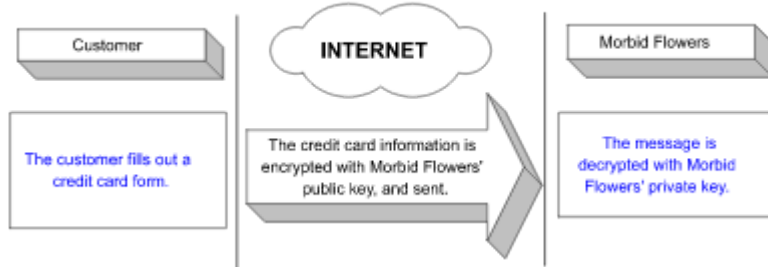 Customer
INTERNET
Morbid Flowers
The customer fills out a
credit card form.
The credit card information is
encrypted with Morbid Flowers'
public key, and sent.
The message is
decrypted with Morbid
Flowers' private key.